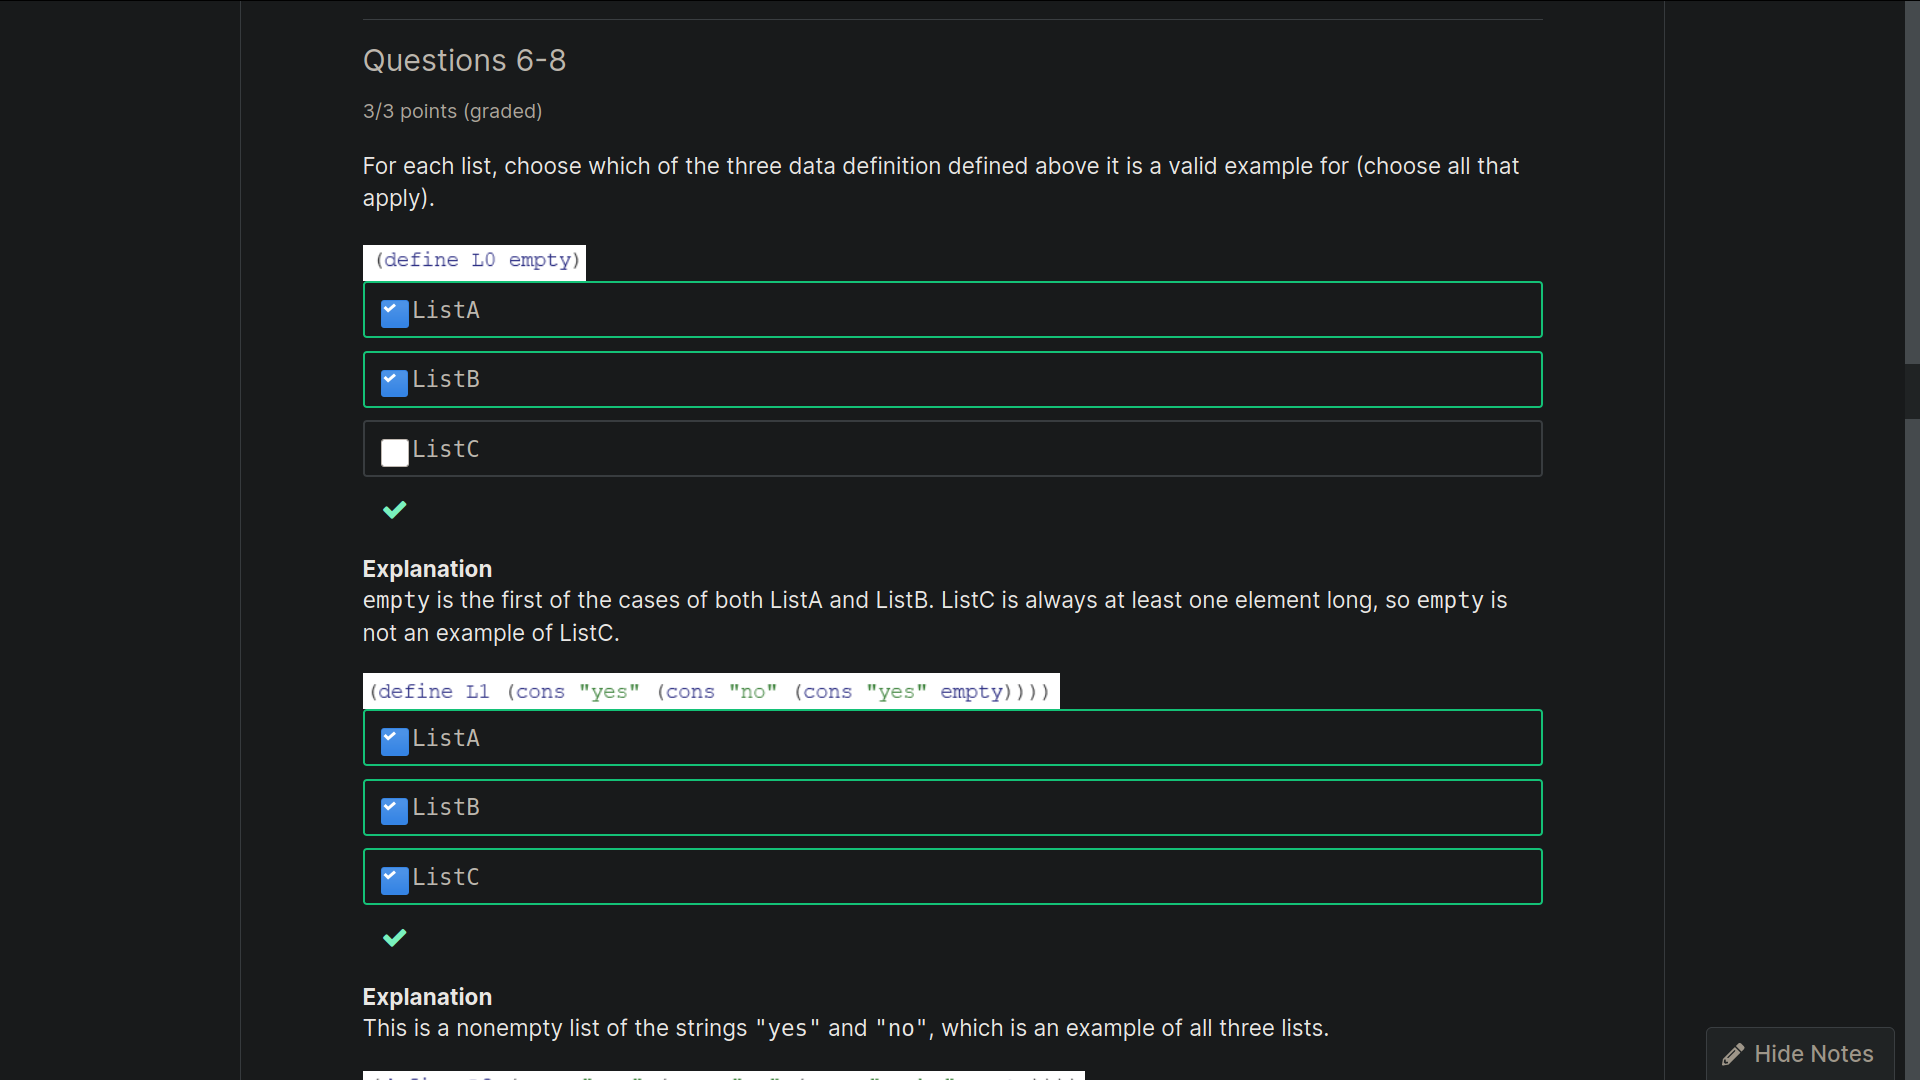 Questions 6-8
3/3 points (graded)
For each list, choose which of the three data definition defined above it is a valid example for (choose all that
apply).
(define L0 empty)
ListA
ListB
ListC
Explanation
empty is the first of the cases of both ListA and ListB. ListC is always at least one element long, so empty is
not an example of ListC.
(define L1 (cons "yes" (cons "no" (cons "yes" empty))))
ListA
ListB
ListC
Explanation
This is a nonempty list of the strings "yes" and "no", which is an example of all three lists.
Hide Notes